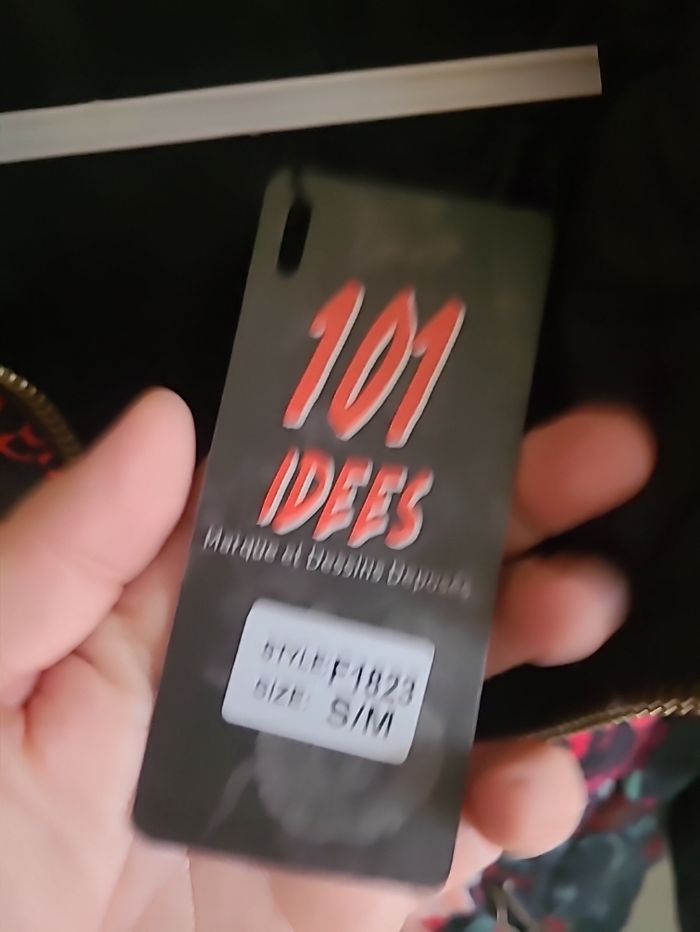 101
IDEES
Marque et Dessins Deposés
STYLE: F1823
SIZE: S/M